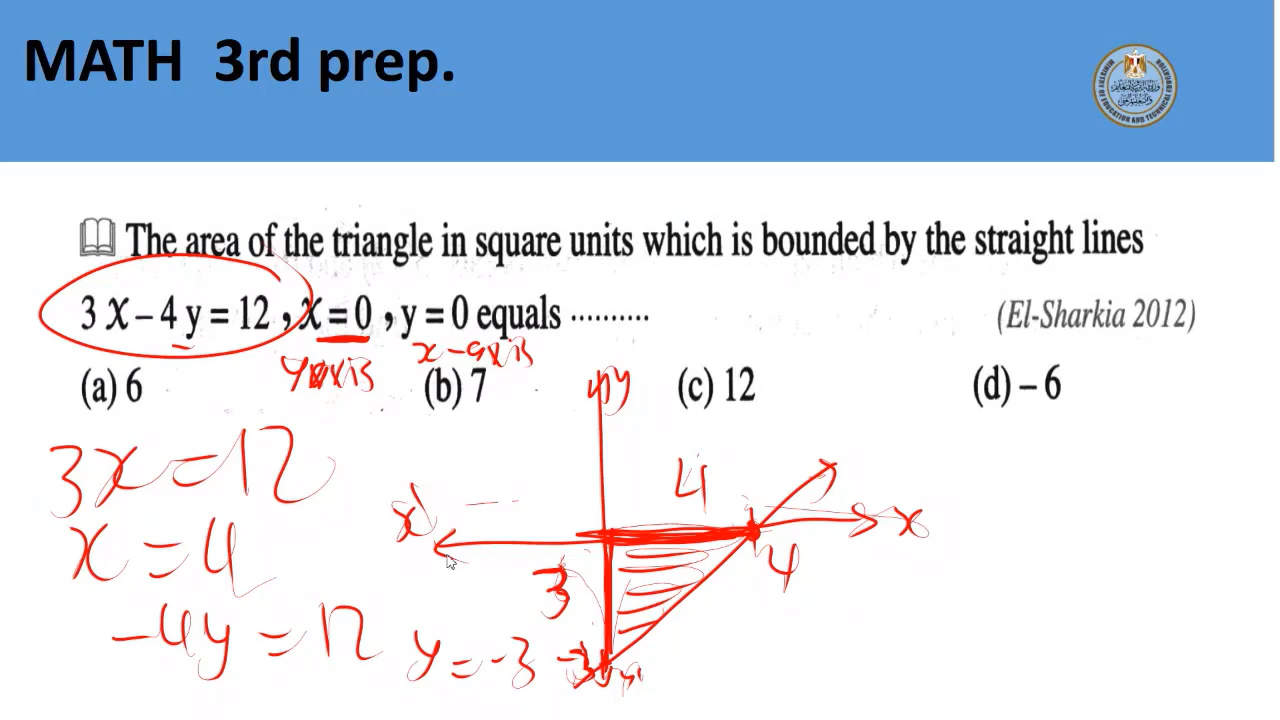 MATH 3rd prep.
The area of the triangle in square units which is bounded by the straight lines
3 x – 4 y = 12 , x = 0 , y = 0 equals ..........
(El-Sharkia 2012)
x - axis
(a) 6
(b) 7
(c) 12
(d) – 6
y
3x = 12
4
x = 4
x'
x
3
4
-4y = 12
y = -3
-3
y'